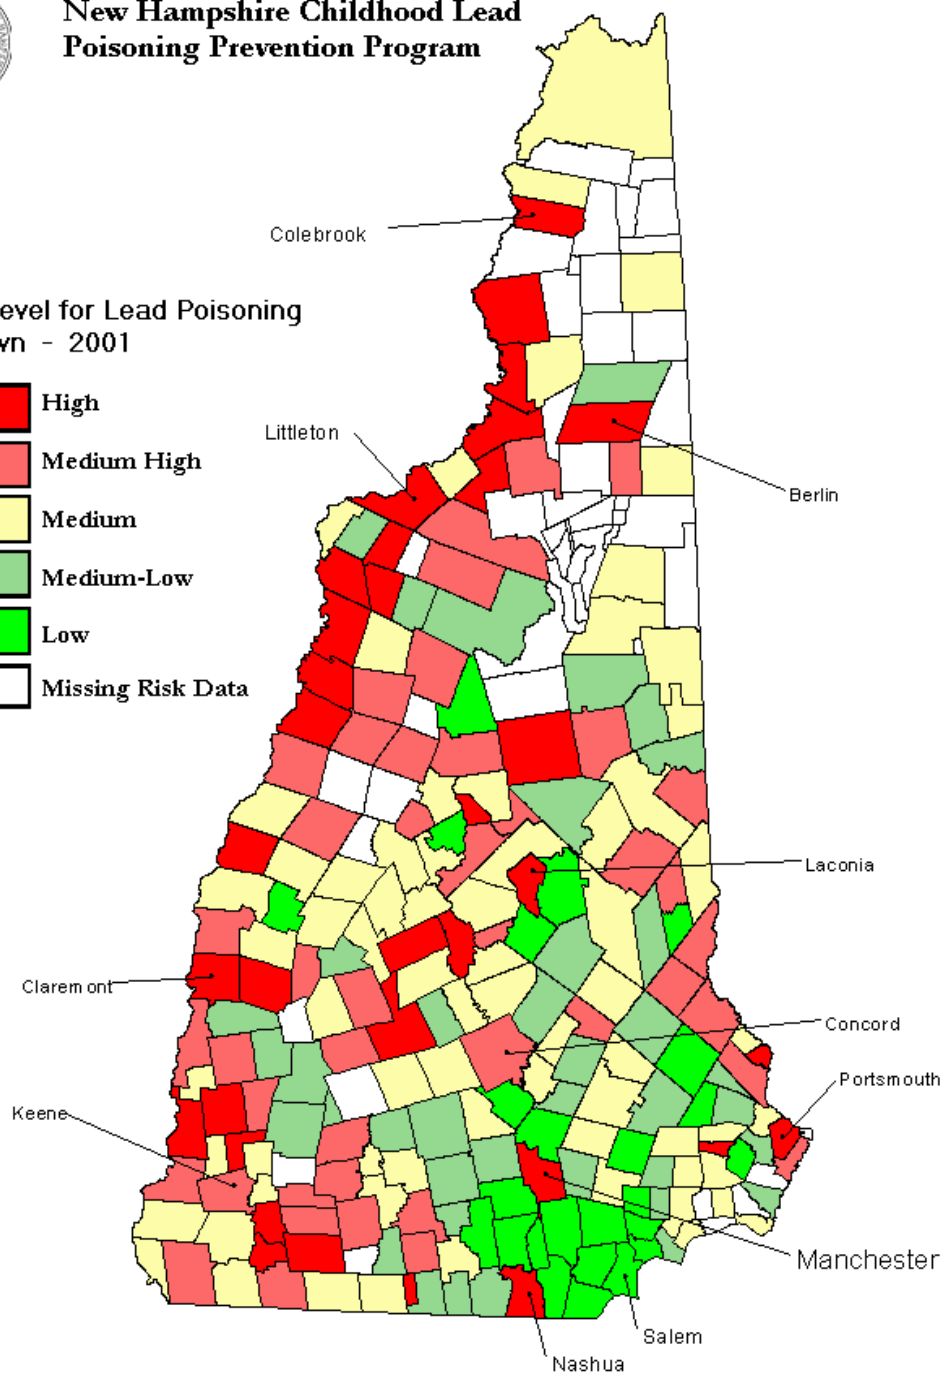 New Hampshire Childhood Lead
Poisoning Prevention Program
Colebrook
evel for Lead Poisoning
wn - 2001
High
Littleton
Medium High
Berlin
Medium
Medium-Low
Low
Missing Risk Data
Laconia
Claremont
Concord
Portsmouth
Keene
Manchester
Salem
Nashua